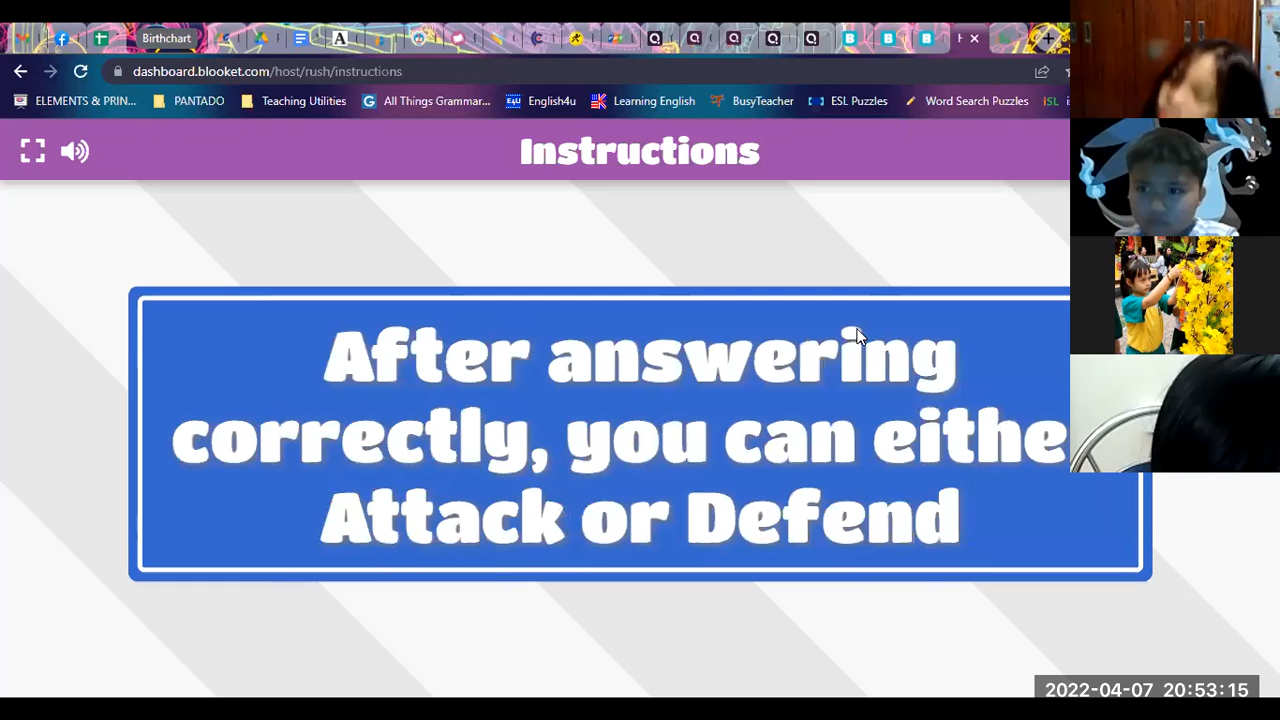 Birthchart
dashboard.blooket.com/host/rush/instructions
ELEMENTS & PRIN... PANTADO Teaching Utilities All Things Grammar... English4u Learning English BusyTeacher ESL Puzzles Word Search Puzzles iSL
Instructions
After answering
correctly, you can eithe
Attack or Defend
2022-04-07 20:53:15